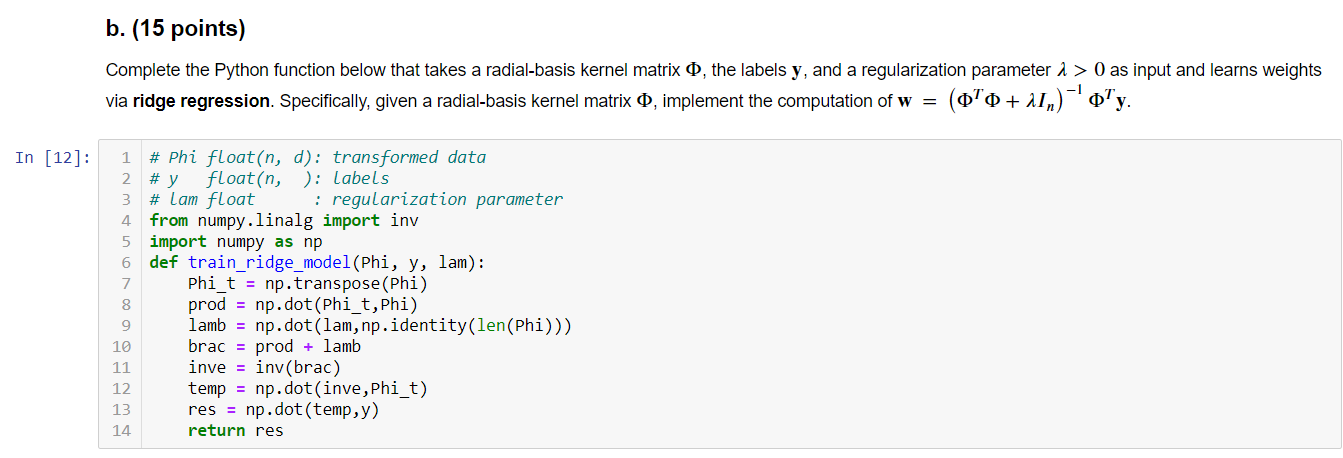 b. (15 points)
Complete the Python function below that takes a radial-basis kernel matrix Φ, the labels y, and a regularization parameter λ > 0 as input and learns weights
via ridge regression. Specifically, given a radial-basis kernel matrix Φ, implement the computation of w = (Φ^T Φ + λI_n)^−1 Φ^T y.
In [12]:
1 # Phi float(n, d): transformed data
2 # y   float(n,  ): labels
3 # lam float      : regularization parameter
4 from numpy.linalg import inv
5 import numpy as np
6 def train_ridge_model(Phi, y, lam):
7     Phi_t = np.transpose(Phi)
8     prod = np.dot(Phi_t,Phi)
9     lamb = np.dot(lam,np.identity(len(Phi)))
10     brac = prod + lamb
11     inve = inv(brac)
12     temp = np.dot(inve,Phi_t)
13     res = np.dot(temp,y)
14     return res